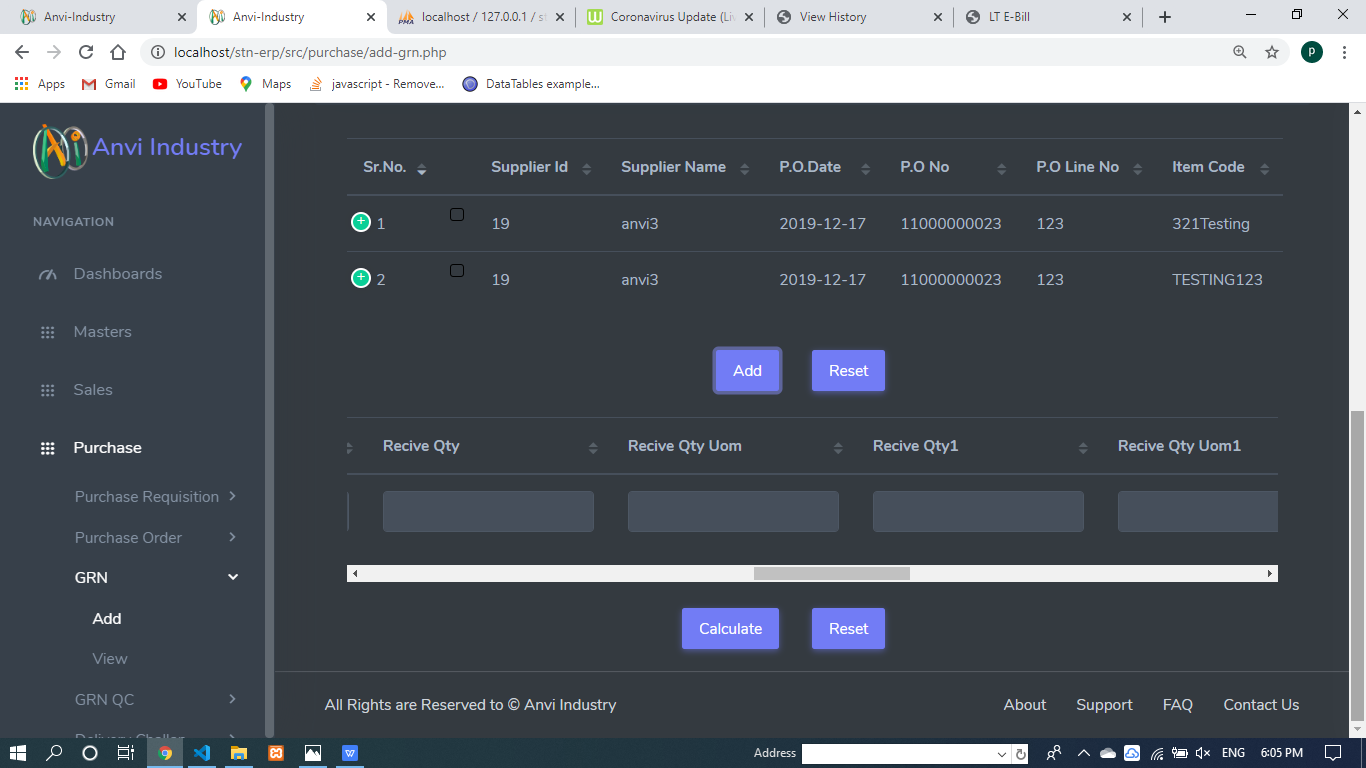 Anvi-Industry
Anvi-Industry
localhost / 127.0.0.1 / st
Coronavirus Update (Liv
View History
LT E-Bill
localhost/stn-erp/src/purchase/add-grn.php
P
Apps Gmail YouTube Maps javascript - Remove... DataTables example...
Anvi Industry
NAVIGATION
Dashboards
Masters
Sales
Purchase
Purchase Requisition
Purchase Order
GRN
Add
View
GRN QC
Delivery Challan
Sr.No. Supplier Id Supplier Name P.O.Date P.O No P.O Line No Item Code
1 19 anvi3 2019-12-17 11000000023 123 321Testing
2 19 anvi3 2019-12-17 11000000023 123 TESTING123
Add Reset
Recive Qty Recive Qty Uom Recive Qty1 Recive Qty Uom1
Calculate Reset
All Rights are Reserved to © Anvi Industry About Support FAQ Contact Us
Address ENG 6:05 PM